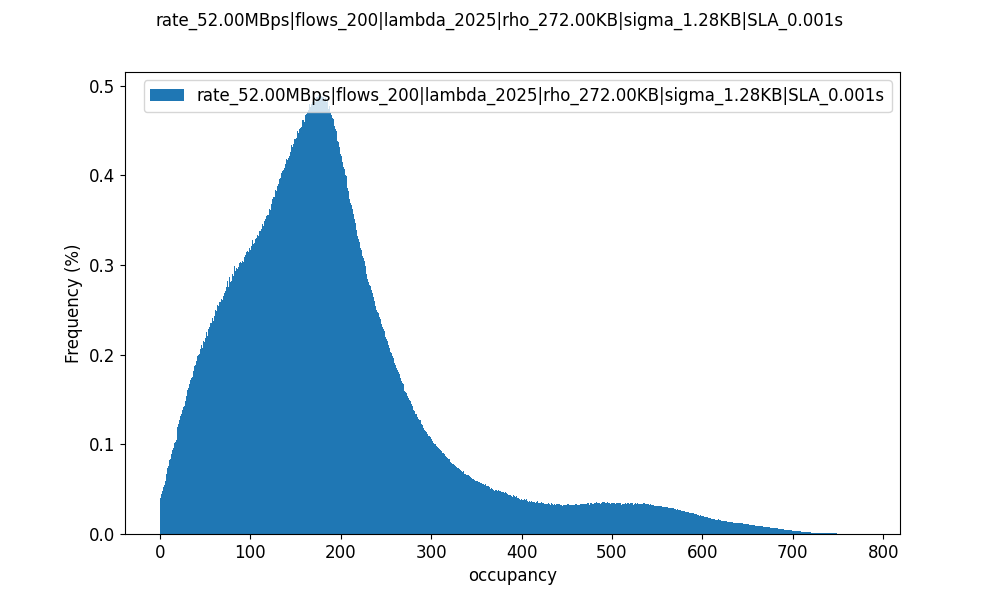 rate_52.00MBps|flows_200|lambda_2025|rho_272.00KB|sigma_1.28KB|SLA_0.001s
rate_52.00MBps|flows_200|lambda_2025|rho_272.00KB|sigma_1.28KB|SLA_0.001s
0.5
0.4
0.3
0.2
0.1
0.0
Frequency (%)
0 100 200 300 400 500 600 700 800
occupancy